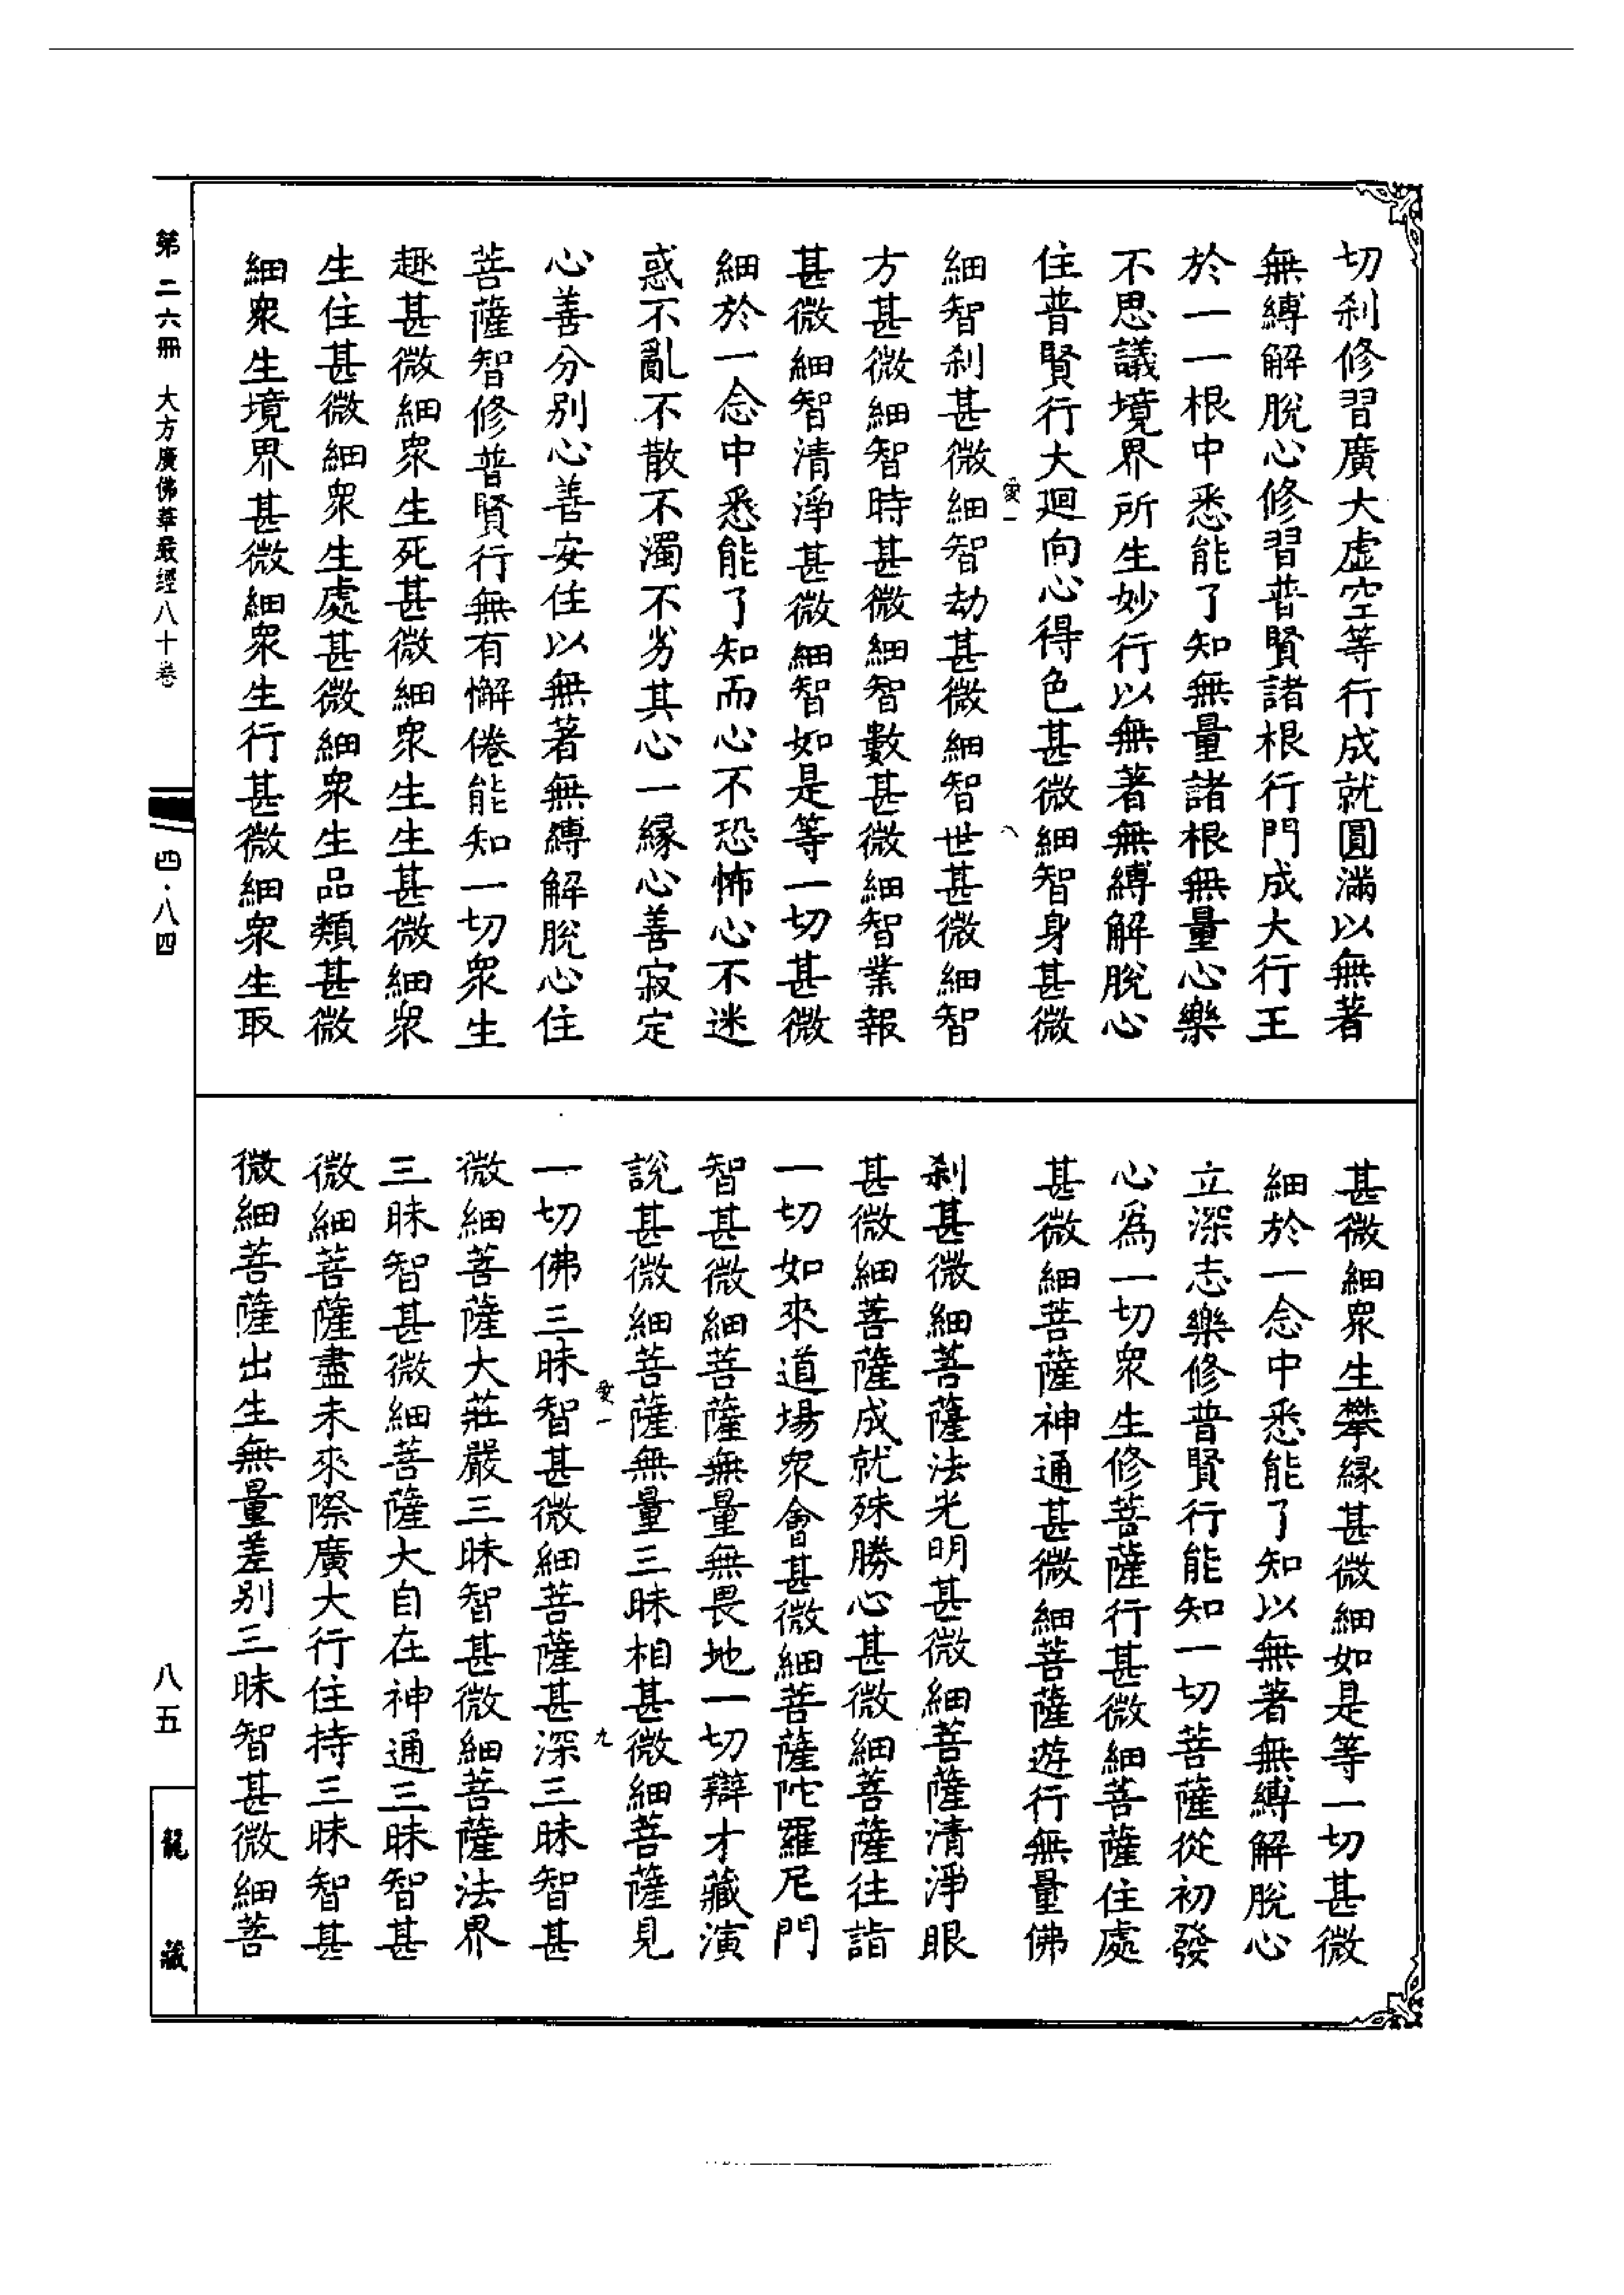 切刹修習廣大虛空等行成就圓滿以無著
無縛解脫心修習普賢諸根行門成大行王
於一一根中悉能了知無量諸根無量心樂
不思議境界所生妙行以無著無縛解脫心
住普賢行大迴向心得色甚微細智身甚微
愛一
八
細智刹甚微細智劫甚微細智世甚微細智
方甚微細智時甚微細智數甚微細智業報
甚微細智清淨甚微細智如是等一切甚微
細於一念中悉能了知而心不恐怖心不迷
惑不亂不散不濁不劣其心一緣心善寂定
心善分別心善安住以無著無縛解脫心住
菩薩智修普賢行無有懈倦能知一切眾生
趣甚微細眾生死甚微細眾生生甚微細眾
生住甚微細眾生處甚微細眾生品類甚微
細眾生境界甚微細眾生行甚微細眾生取
甚微細眾生攀緣甚微細如是等一切甚微
細於一念中悉能了知以無著無縛解脫心
立深志樂修普賢行能知一切菩薩從初發
心為一切眾生修菩薩行甚微細菩薩住處
甚微細菩薩神通甚微細菩薩遊行無量佛
刹甚微細菩薩法光明甚微細菩薩清淨眼
甚微細菩薩成就殊勝心甚微細菩薩往詣
一切如來道場眾會甚微細菩薩陀羅尼門
智甚微細菩薩無量無畏地一切辯才藏演
說甚微細菩薩無量三昧相甚微細菩薩見
愛一
九
一切佛三昧智甚微細菩薩甚深三昧智甚
微細菩薩大莊嚴三昧智甚微細菩薩法界
三昧智甚微細菩薩大自在神通三昧智甚
微細菩薩盡未來際廣大行住持三昧智甚
微細菩薩出生無量差別三昧智甚微細菩
第二六冊 大方廣佛華嚴經八十卷
四·八四
八五
龍藏